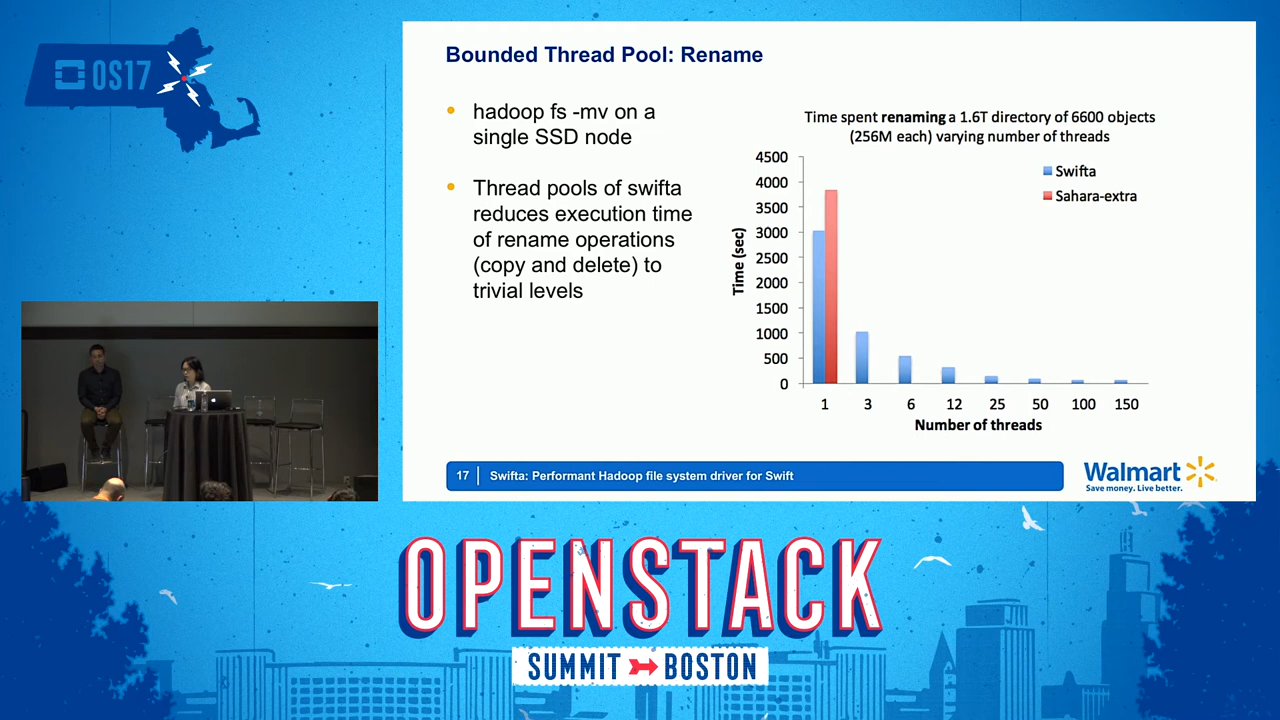 OS17
Bounded Thread Pool: Rename
hadoop fs -mv on a
single SSD node
Thread pools of swifta
reduces execution time
of rename operations
(copy and delete) to
trivial levels
Time spent renaming a 1.6T directory of 6600 objects
(256M each) varying number of threads
4500
4000
3500
3000
2500
2000
1500
1000
500
0
Time (sec)
Swifta
Sahara-extra
1 3 6 12 25 50 100 150
Number of threads
17 Swifta: Performant Hadoop file system driver for Swift
Walmart
Save money. Live better.
OPENSTACK
SUMMIT BOSTON